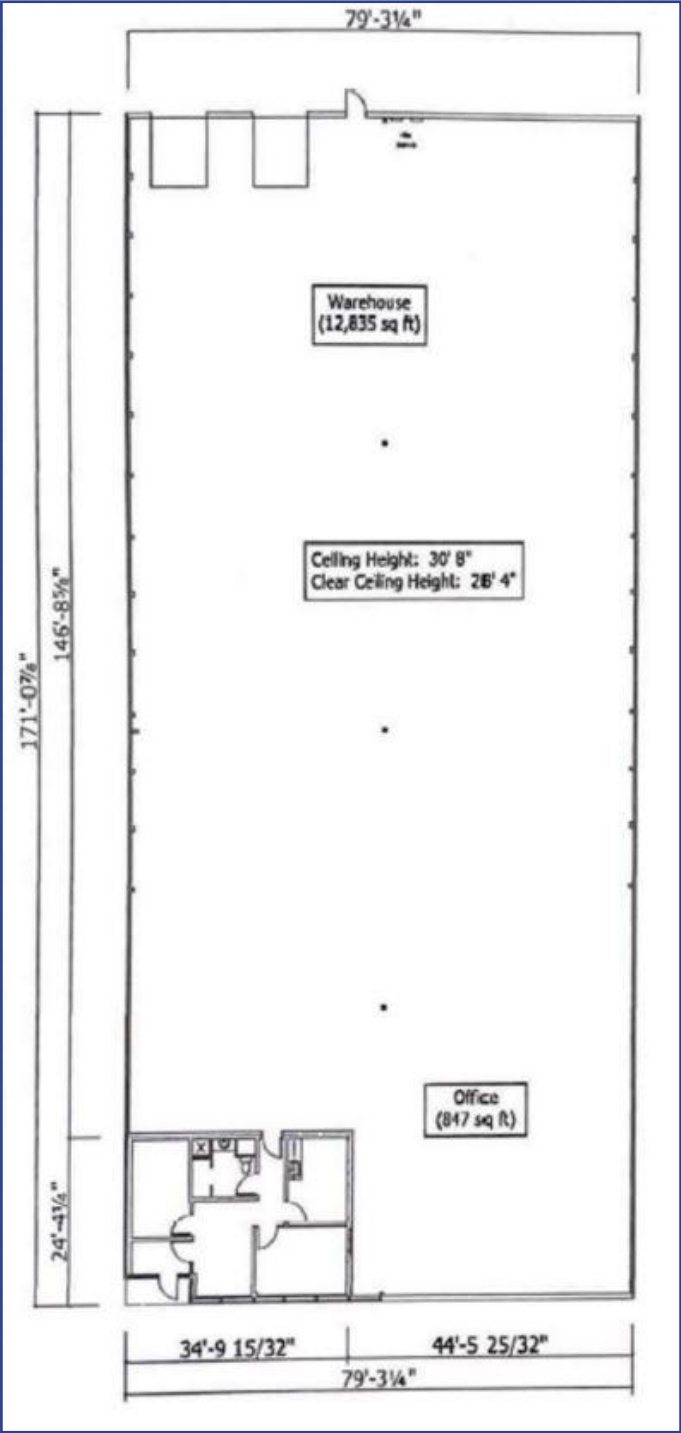 79'-3¼"
Warehouse
(12,835 sq ft)
Ceiling Height: 30' 8"
Clear Ceiling Height: 4"
146'-8⅝"
171'-0⅞"
Office
(847 sq ft)
24'-4¼"
34'-9 15/32"
44'-5 25/32"
79'-3¼"